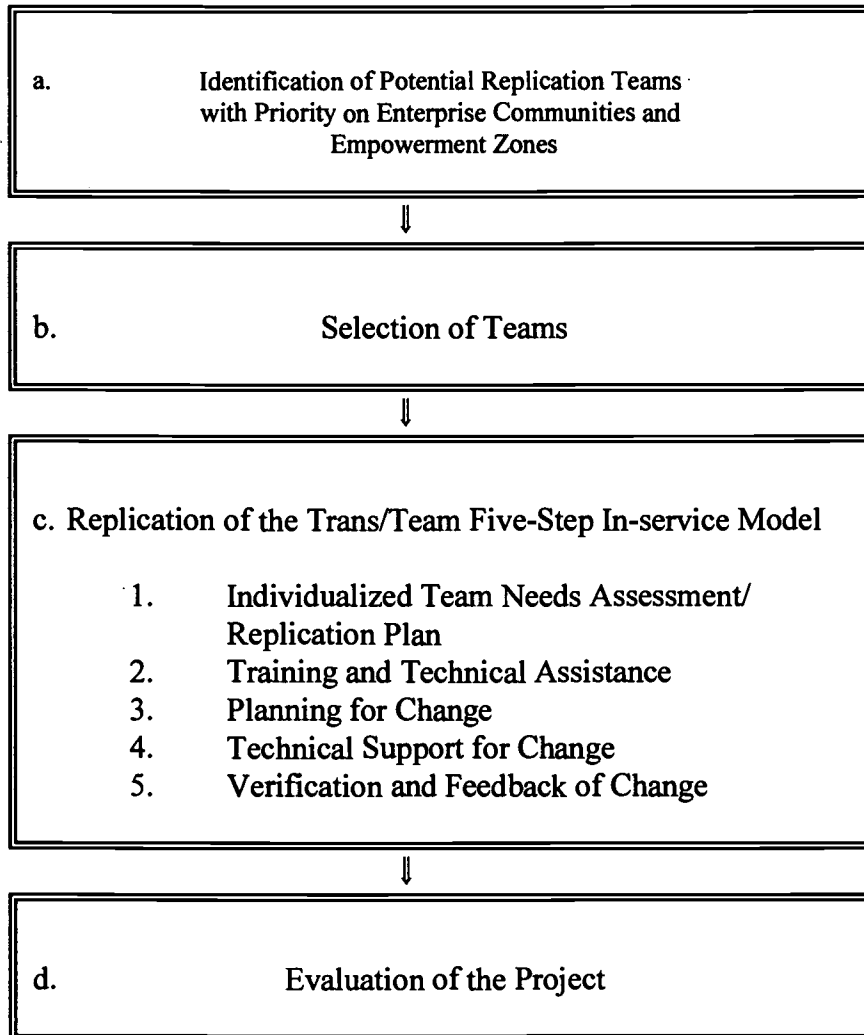 a. Identification of Potential Replication Teams
with Priority on Enterprise Communities and
Empowerment Zones
⇓
b. Selection of Teams
⇓
c. Replication of the Trans/Team Five-Step In-service Model
1. Individualized Team Needs Assessment/
Replication Plan
2. Training and Technical Assistance
3. Planning for Change
4. Technical Support for Change
5. Verification and Feedback of Change
⇓
d. Evaluation of the Project